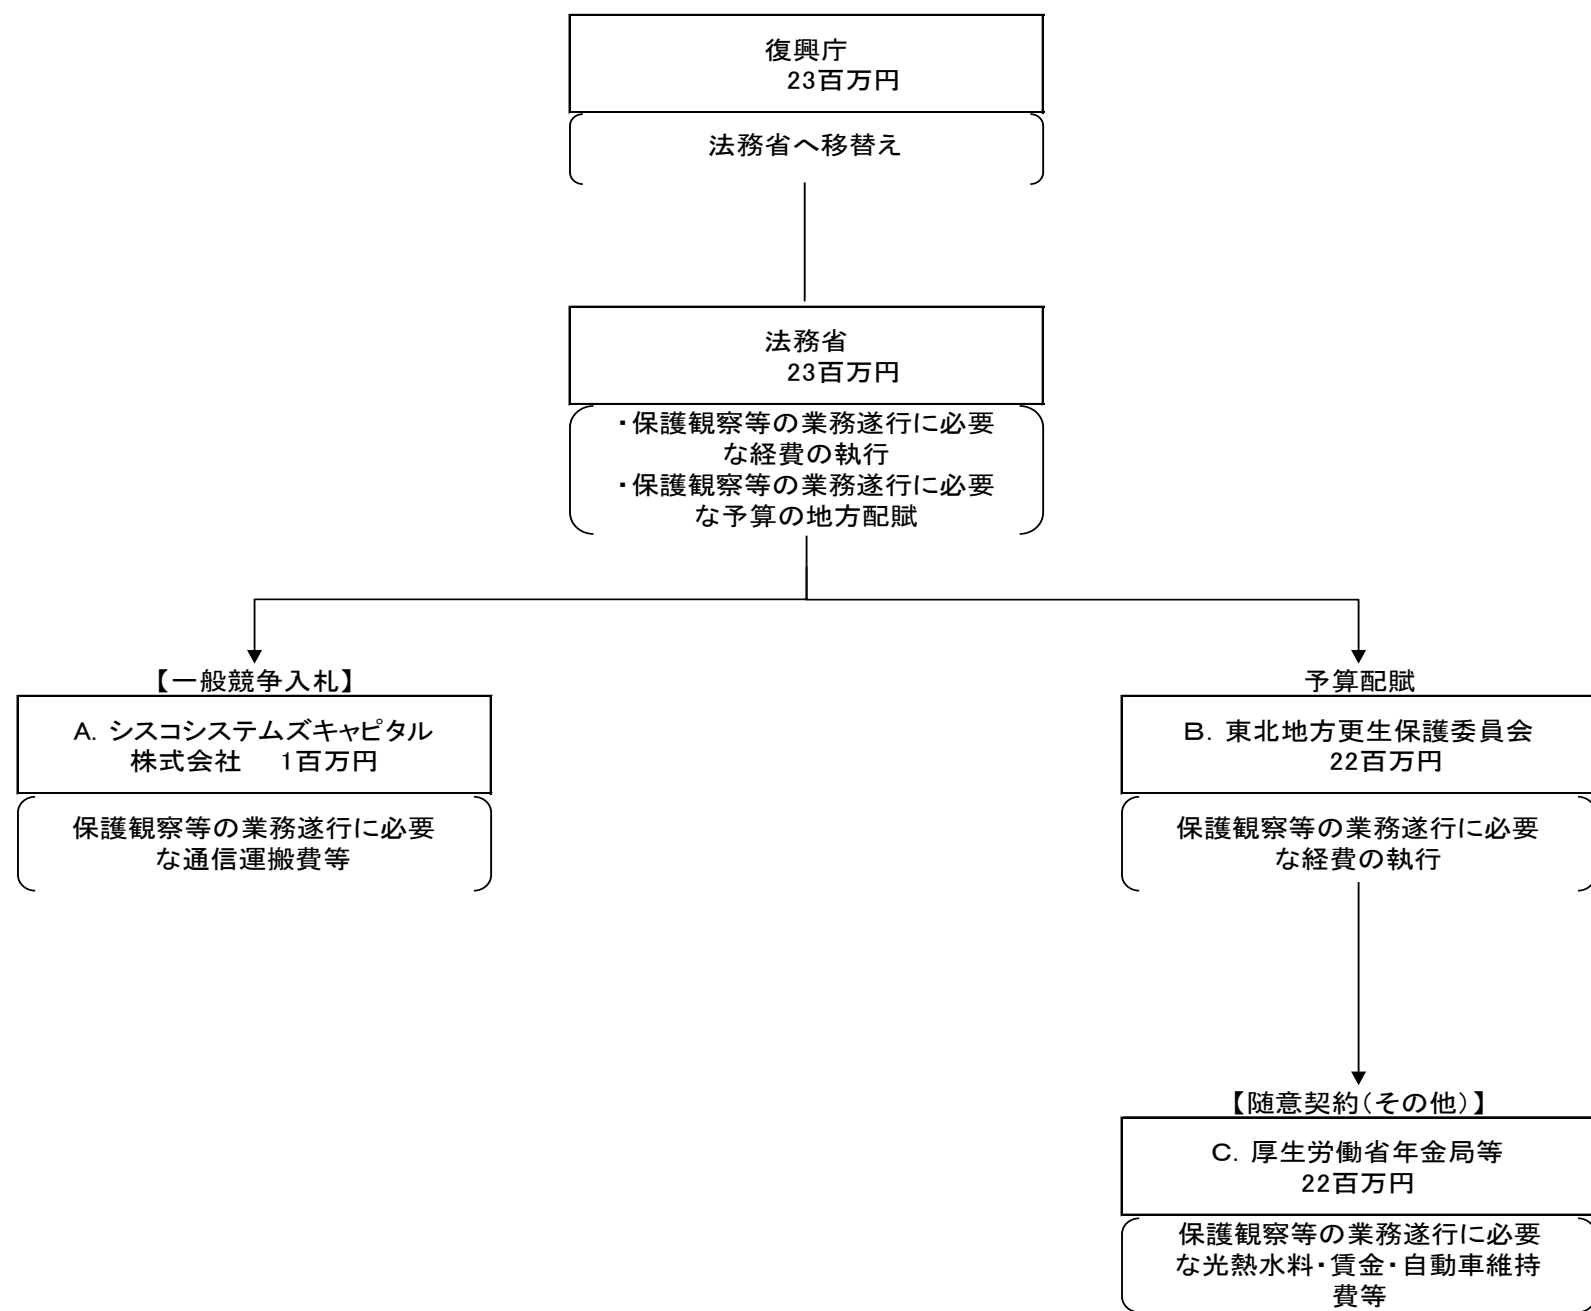 復興庁
23百万円
法務省へ移替え
法務省
23百万円
・保護観察等の業務遂行に必要
な経費の執行
・保護観察等の業務遂行に必要
な予算の地方配賦
【一般競争入札】
A. シスコシステムズキャピタル
株式会社 1百万円
保護観察等の業務遂行に必要
な通信運搬費等
予算配賦
B. 東北地方更生保護委員会
22百万円
保護観察等の業務遂行に必要
な経費の執行
【随意契約(その他)】
C. 厚生労働省年金局等
22百万円
保護観察等の業務遂行に必要
な光熱水料・賃金・自動車維持
費等